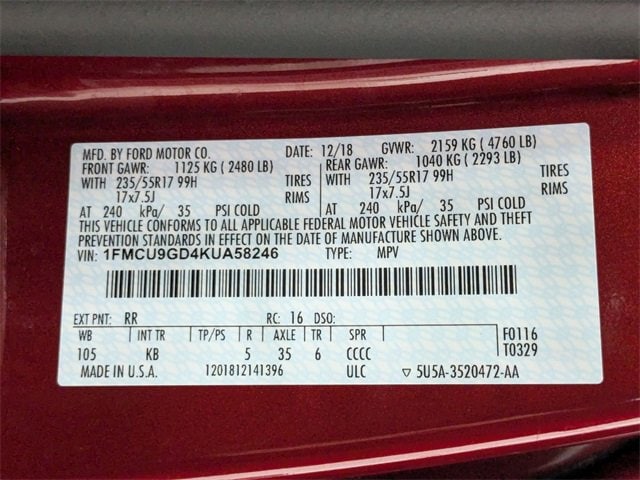 MFD. BY FORD MOTOR CO. DATE: 12/18 GVWR: 2159 KG ( 4760 LB)
FRONT GAWR: 1125 KG ( 2480 LB) REAR GAWR: 1040 KG ( 2293 LB)
WITH 235/55R17 99H TIRES WITH 235/55R17 99H TIRES
17x7.5J RIMS 17x7.5J RIMS
AT 240 kPa/ 35 PSI COLD AT 240 kPa/ 35 PSI COLD
THIS VEHICLE CONFORMS TO ALL APPLICABLE FEDERAL MOTOR VEHICLE SAFETY AND THEFT
PREVENTION STANDARDS IN EFFECT ON THE DATE OF MANUFACTURE SHOWN ABOVE.
VIN: 1FMCU9GD4KUA58246 TYPE: MPV
EXT PNT: RR RC: 16 DSO:
WB INT TR TP/PS R AXLE TR SPR F0116
105 KB 5 35 6 CCCC T0329
MADE IN U.S.A. 1201812141396 ULC ▽ 5U5A-3520472-AA